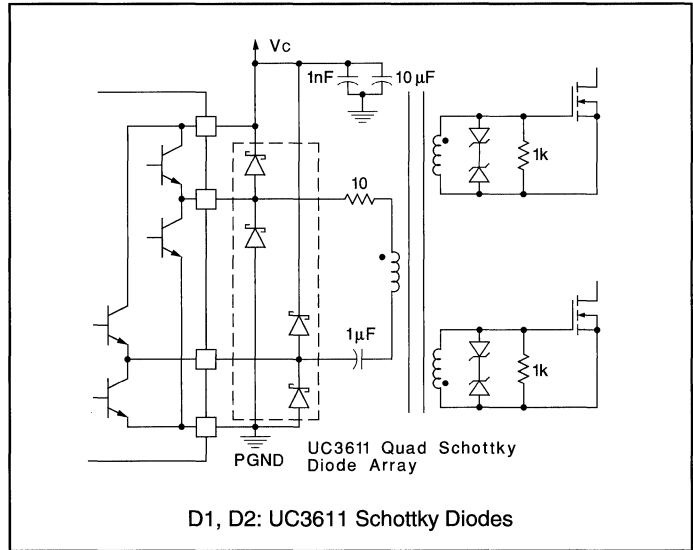 Vc
1nF
10 µF
10
1k
1µF
1k
PGND
UC3611 Quad Schottky
Diode Array
D1, D2: UC3611 Schottky Diodes